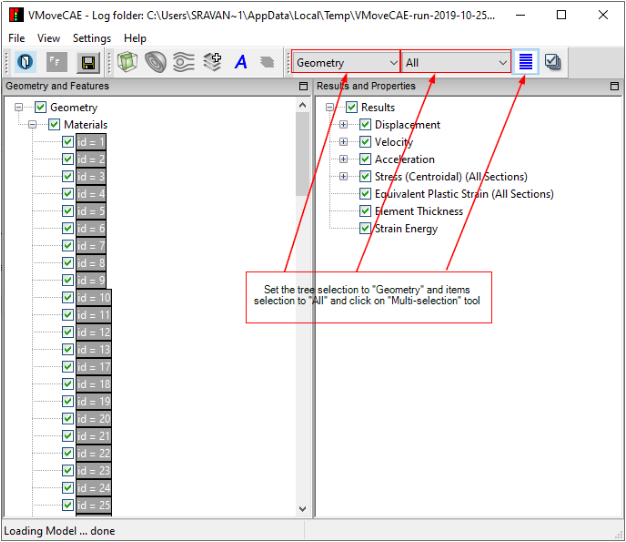 VMoveCAE - Log folder: C:\Users\SRAVAN~1\AppData\Local\Temp\VMoveCAE-run-2019-10-25...
File View Settings Help
A Geometry All
Geometry and Features
Results and Properties
Geometry
Materials
id = 1
id = 2
id = 3
id = 4
id = 5
id = 6
id = 7
id = 8
id = 9
id = 10
id = 11
id = 12
id = 13
id = 17
id = 18
id = 19
id = 20
id = 21
id = 22
id = 23
id = 24
id = 25
Results
Displacement
Velocity
Acceleration
Stress (Centroidal) (All Sections)
Equivalent Plastic Strain (All Sections)
Element Thickness
Strain Energy
Set the tree selection to "Geometry" and items
selection to "All" and click on "Multi-selection" tool
Loading Model ... done